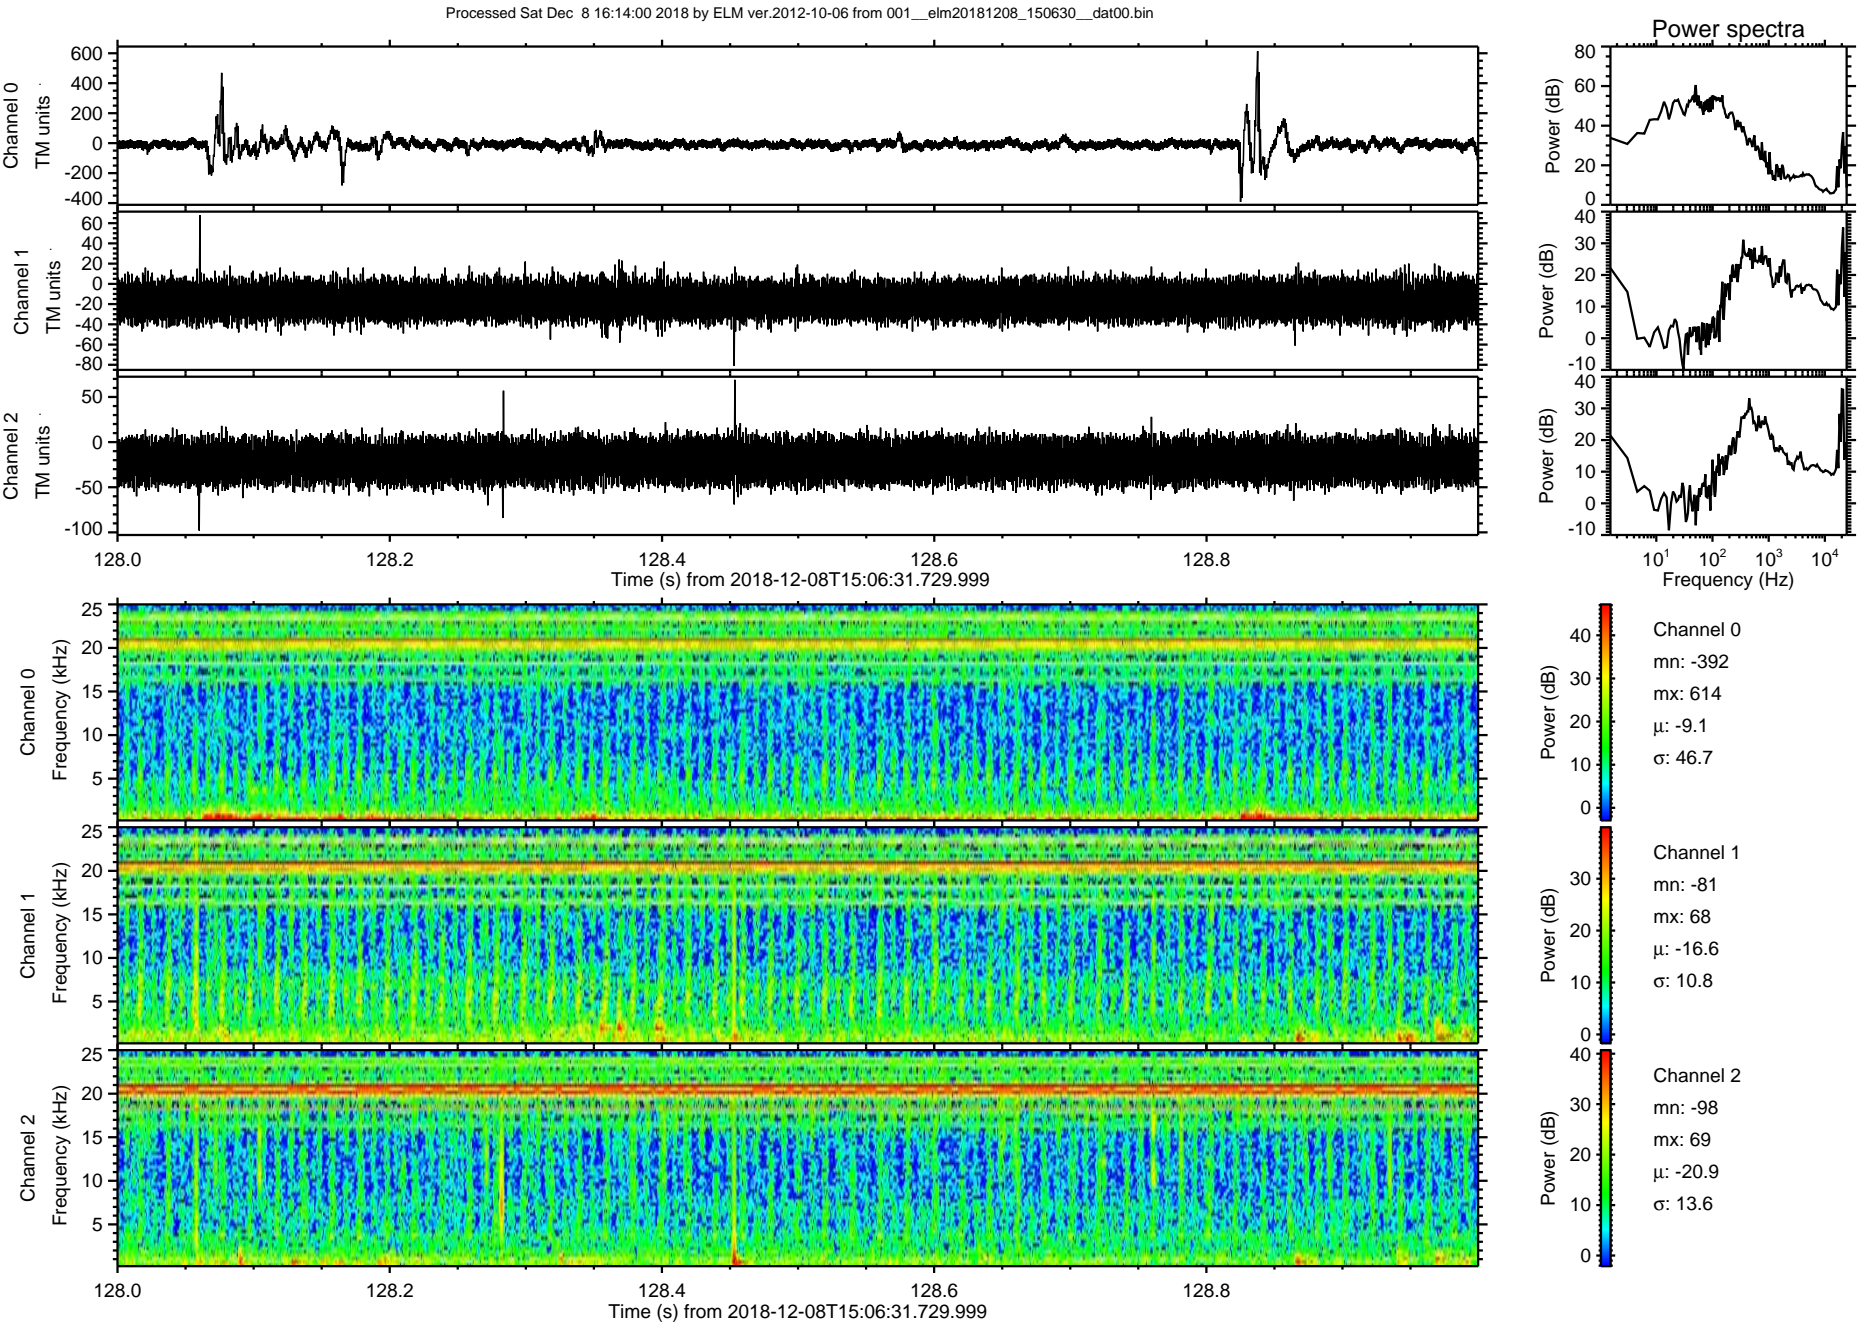 Processed Sat Dec  8 16:14:00 2018 by ELM ver.2012-10-06 from 001__elm20181208_150630__dat00.bin
Power spectra
Channel 0
TM units
600
400
200
0
-200
-400
Power (dB)
80
60
40
20
0
Channel 1
TM units
60
40
20
0
-20
-40
-60
-80
Power (dB)
40
30
20
10
0
-10
Channel 2
TM units
50
0
-50
-100
Power (dB)
40
30
20
10
0
-10
128.0 128.2 128.4 128.6 128.8
Time (s) from 2018-12-08T15:06:31.729.999
10¹ 10² 10³ 10⁴
Frequency (Hz)
Channel 0
Frequency (kHz)
25
20
15
10
5
Power (dB)
40
30
20
10
0
Channel 0
mn: -392
mx: 614
μ: -9.1
σ: 46.7
Channel 1
Frequency (kHz)
25
20
15
10
5
Power (dB)
30
20
10
0
Channel 1
mn: -81
mx: 68
μ: -16.6
σ: 10.8
Channel 2
Frequency (kHz)
25
20
15
10
5
Power (dB)
40
30
20
10
0
Channel 2
mn: -98
mx: 69
μ: -20.9
σ: 13.6
128.0 128.2 128.4 128.6 128.8
Time (s) from 2018-12-08T15:06:31.729.999